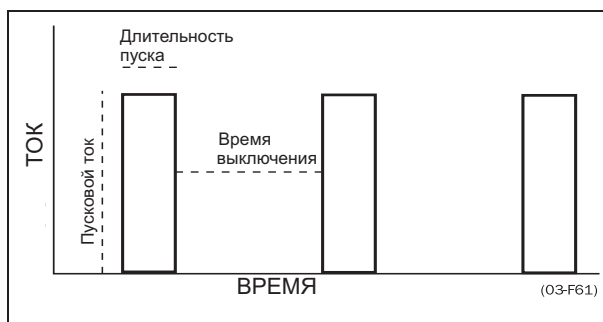 Длительность
пуска
Время
выключения
Пусковой ток
ТОК
ВРЕМЯ
(03-F61)